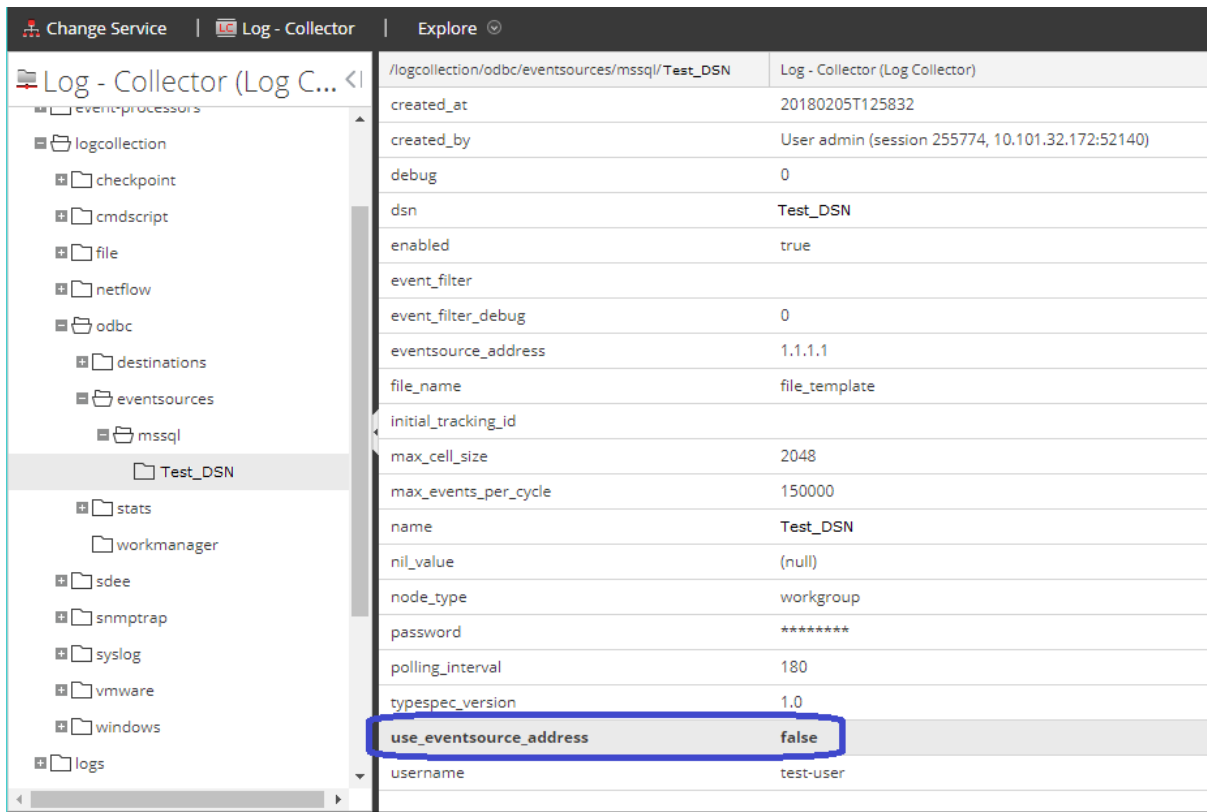 Change Service | LC Log - Collector | Explore
Log - Collector (Log C...
event-processors
logcollection
checkpoint
cmdscript
file
netflow
odbc
destinations
eventsources
mssql
Test_DSN
stats
workmanager
sdee
snmptrap
syslog
vmware
windows
logs
/logcollection/odbc/eventsources/mssql/Test_DSN Log - Collector (Log Collector)
created_at 20180205T125832
created_by User admin (session 255774, 10.101.32.172:52140)
debug 0
dsn Test_DSN
enabled true
event_filter
event_filter_debug 0
eventsource_address 1.1.1.1
file_name file_template
initial_tracking_id
max_cell_size 2048
max_events_per_cycle 150000
name Test_DSN
nil_value (null)
node_type workgroup
password ********
polling_interval 180
typespec_version 1.0
use_eventsource_address false
username test-user